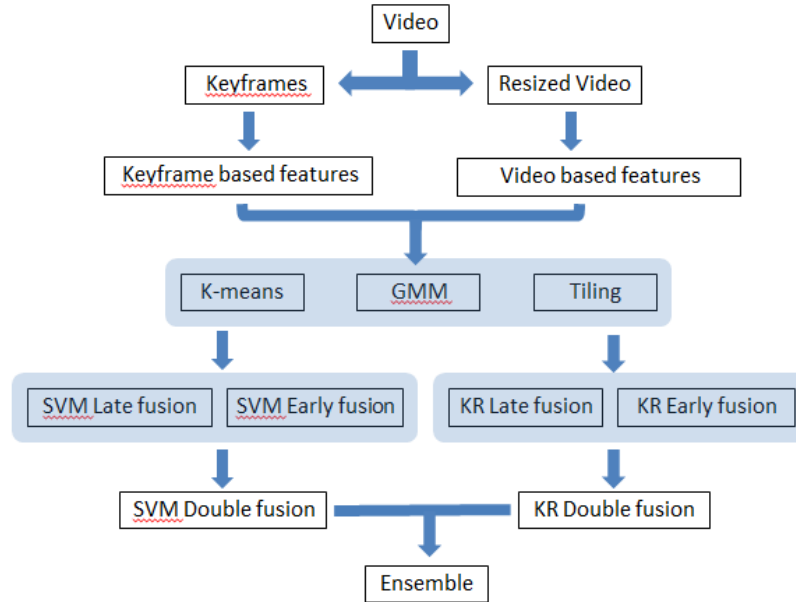 Video
Keyframes
Resized Video
Keyframe based features
Video based features
K-means
GMM
Tiling
SVM Late fusion
SVM Early fusion
KR Late fusion
KR Early fusion
SVM Double fusion
KR Double fusion
Ensemble